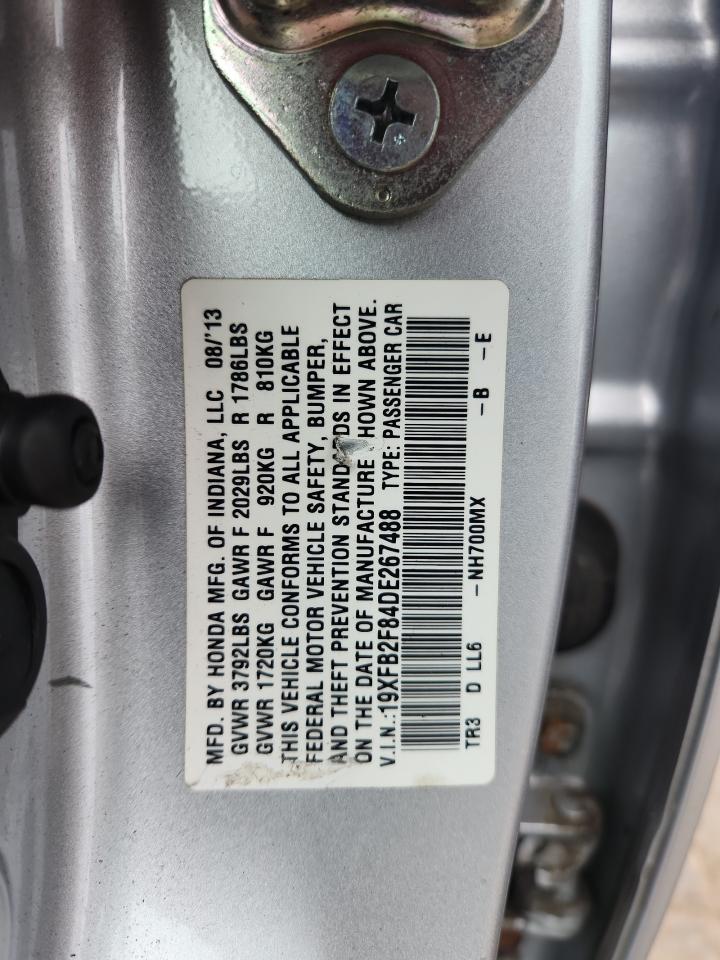 MFD. BY HONDA MFG. OF INDIANA, LLC 08/'13
GVWR 3792LBS GAWR F 2029LBS R 1786LBS
GVWR 1720KG GAWR F 920KG R 810KG
THIS VEHICLE CONFORMS TO ALL APPLICABLE
FEDERAL MOTOR VEHICLE SAFETY, BUMPER,
AND THEFT PREVENTION STANDARDS IN EFFECT
ON THE DATE OF MANUFACTURE HOWN ABOVE.
V.I.N.:19XFB2F84DE267488 TYPE: PASSENGER CAR
TR3 D LL6 -NH700MX -B -E